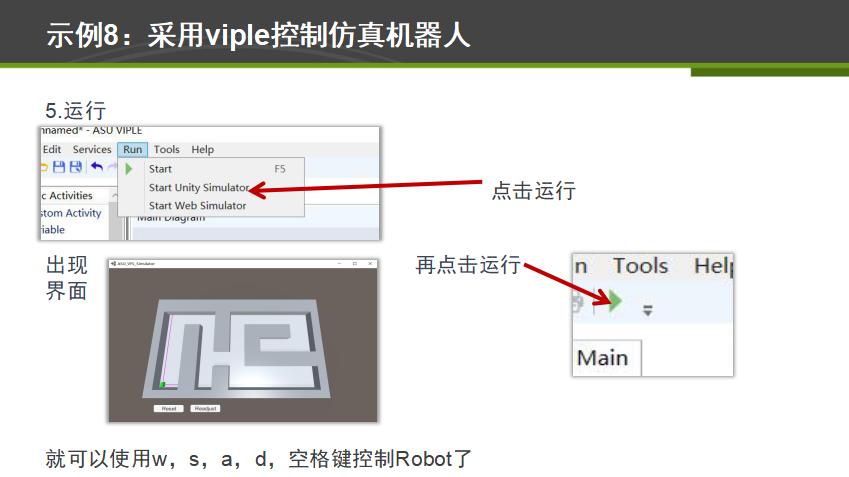 示例8：采用viple控制仿真机器人
5.运行
nnamed* - ASU VIPLE
Edit Services Run Tools Help
Start F5
Start Unity Simulator
Start Web Simulator
c Activities
stom Activity
riable
Main Diagram
点击运行
出现
界面
ASU_VPL_Simulator
Reset Readjust
再点击运行
n Tools Help
Main
就可以使用w，s，a，d，空格键控制Robot了